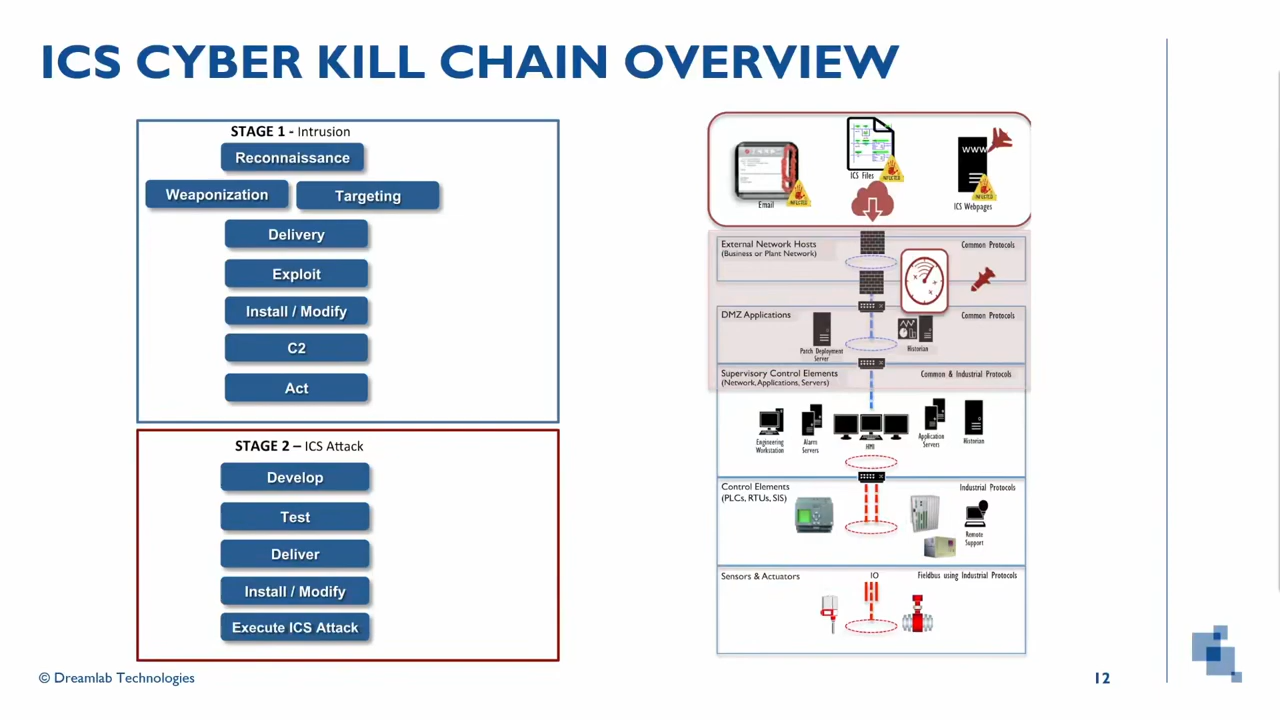 ICS CYBER KILL CHAIN OVERVIEW
STAGE 1 - Intrusion
Reconnaissance
Weaponization
Targeting
Delivery
Exploit
Install / Modify
C2
Act
STAGE 2 – ICS Attack
Develop
Test
Deliver
Install / Modify
Execute ICS Attack
Email
INFECTED
ICS Files
INFECTED
WWW
INFECTED
ICS Webpages
External Network Hosts
(Business or Plant Network)
Common Protocols
DMZ Applications
Common Protocols
Patch Deployment
Server
Historian
Supervisory Control Elements
(Network, Applications, Servers)
Common & Industrial Protocols
Engineering
Workstation
Alarm
Servers
HMI
Application
Servers
Historian
Control Elements
(PLCs, RTUs, SIS)
Industrial Protocols
Remote
Support
Sensors & Actuators
IO
Fieldbus using Industrial Protocols
© Dreamlab Technologies
12